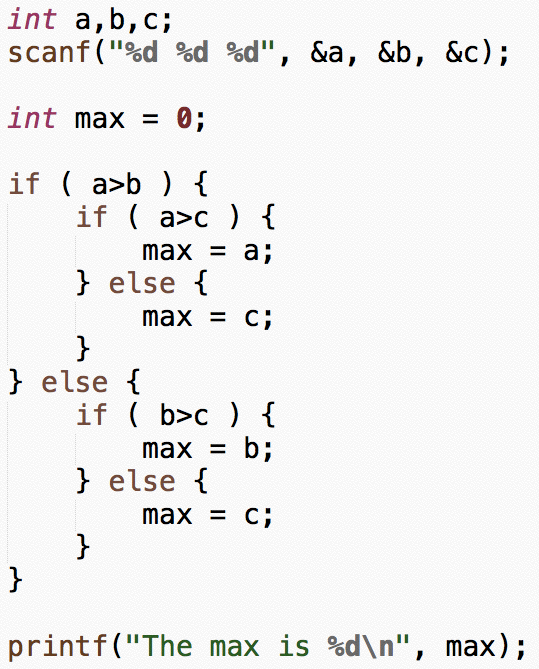 int a,b,c;
scanf("%d %d %d", &a, &b, &c);

int max = 0;

if ( a>b ) {
    if ( a>c ) {
        max = a;
    } else {
        max = c;
    }
} else {
    if ( b>c ) {
        max = b;
    } else {
        max = c;
    }
}

printf("The max is %d\n", max);